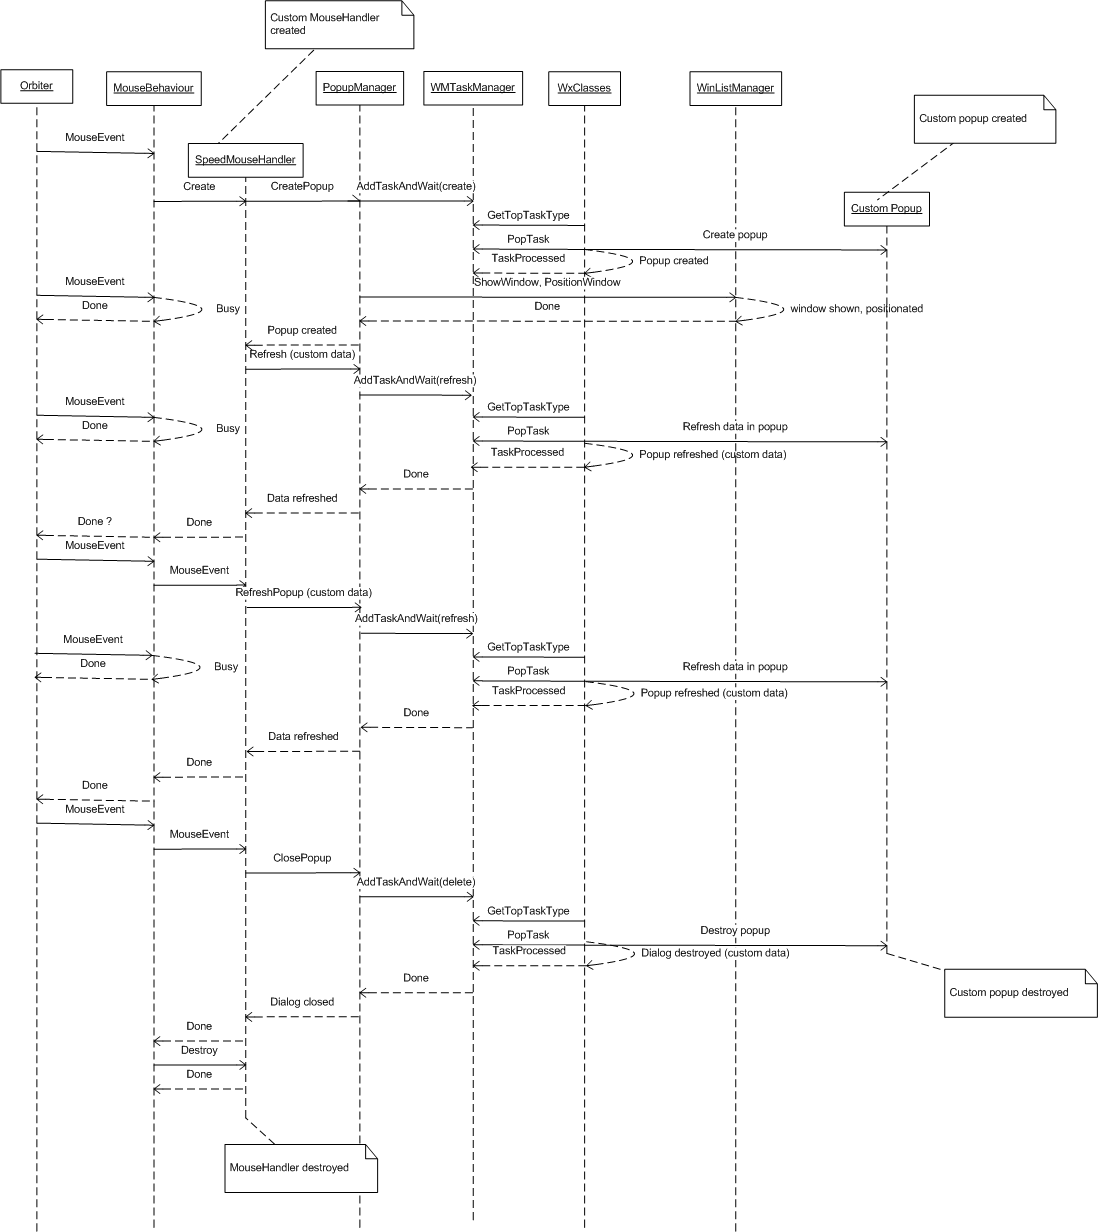 Custom MouseHandler
created
Orbiter
MouseBehaviour
PopupManager
WMTaskManager
WxClasses
WinListManager
Custom popup created
MouseEvent
SpeedMouseHandler
Create
CreatePopup
AddTaskAndWait(create)
Custom Popup
GetTopTaskType
PopTask
Create popup
TaskProcessed
Popup created
MouseEvent
ShowWindow, PositionWindow
Done
Busy
Done
window shown, positionated
Popup created
Refresh (custom data)
AddTaskAndWait(refresh)
MouseEvent
GetTopTaskType
Done
Busy
PopTask
Refresh data in popup
TaskProcessed
Popup refreshed (custom data)
Done
Data refreshed
Done ?
Done
MouseEvent
MouseEvent
RefreshPopup (custom data)
AddTaskAndWait(refresh)
MouseEvent
GetTopTaskType
Done
Busy
PopTask
Refresh data in popup
TaskProcessed
Popup refreshed (custom data)
Done
Data refreshed
Done
Done
MouseEvent
MouseEvent
ClosePopup
AddTaskAndWait(delete)
GetTopTaskType
PopTask
Destroy popup
TaskProcessed
Dialog destroyed (custom data)
Done
Custom popup destroyed
Dialog closed
Done
Destroy
Done
MouseHandler destroyed